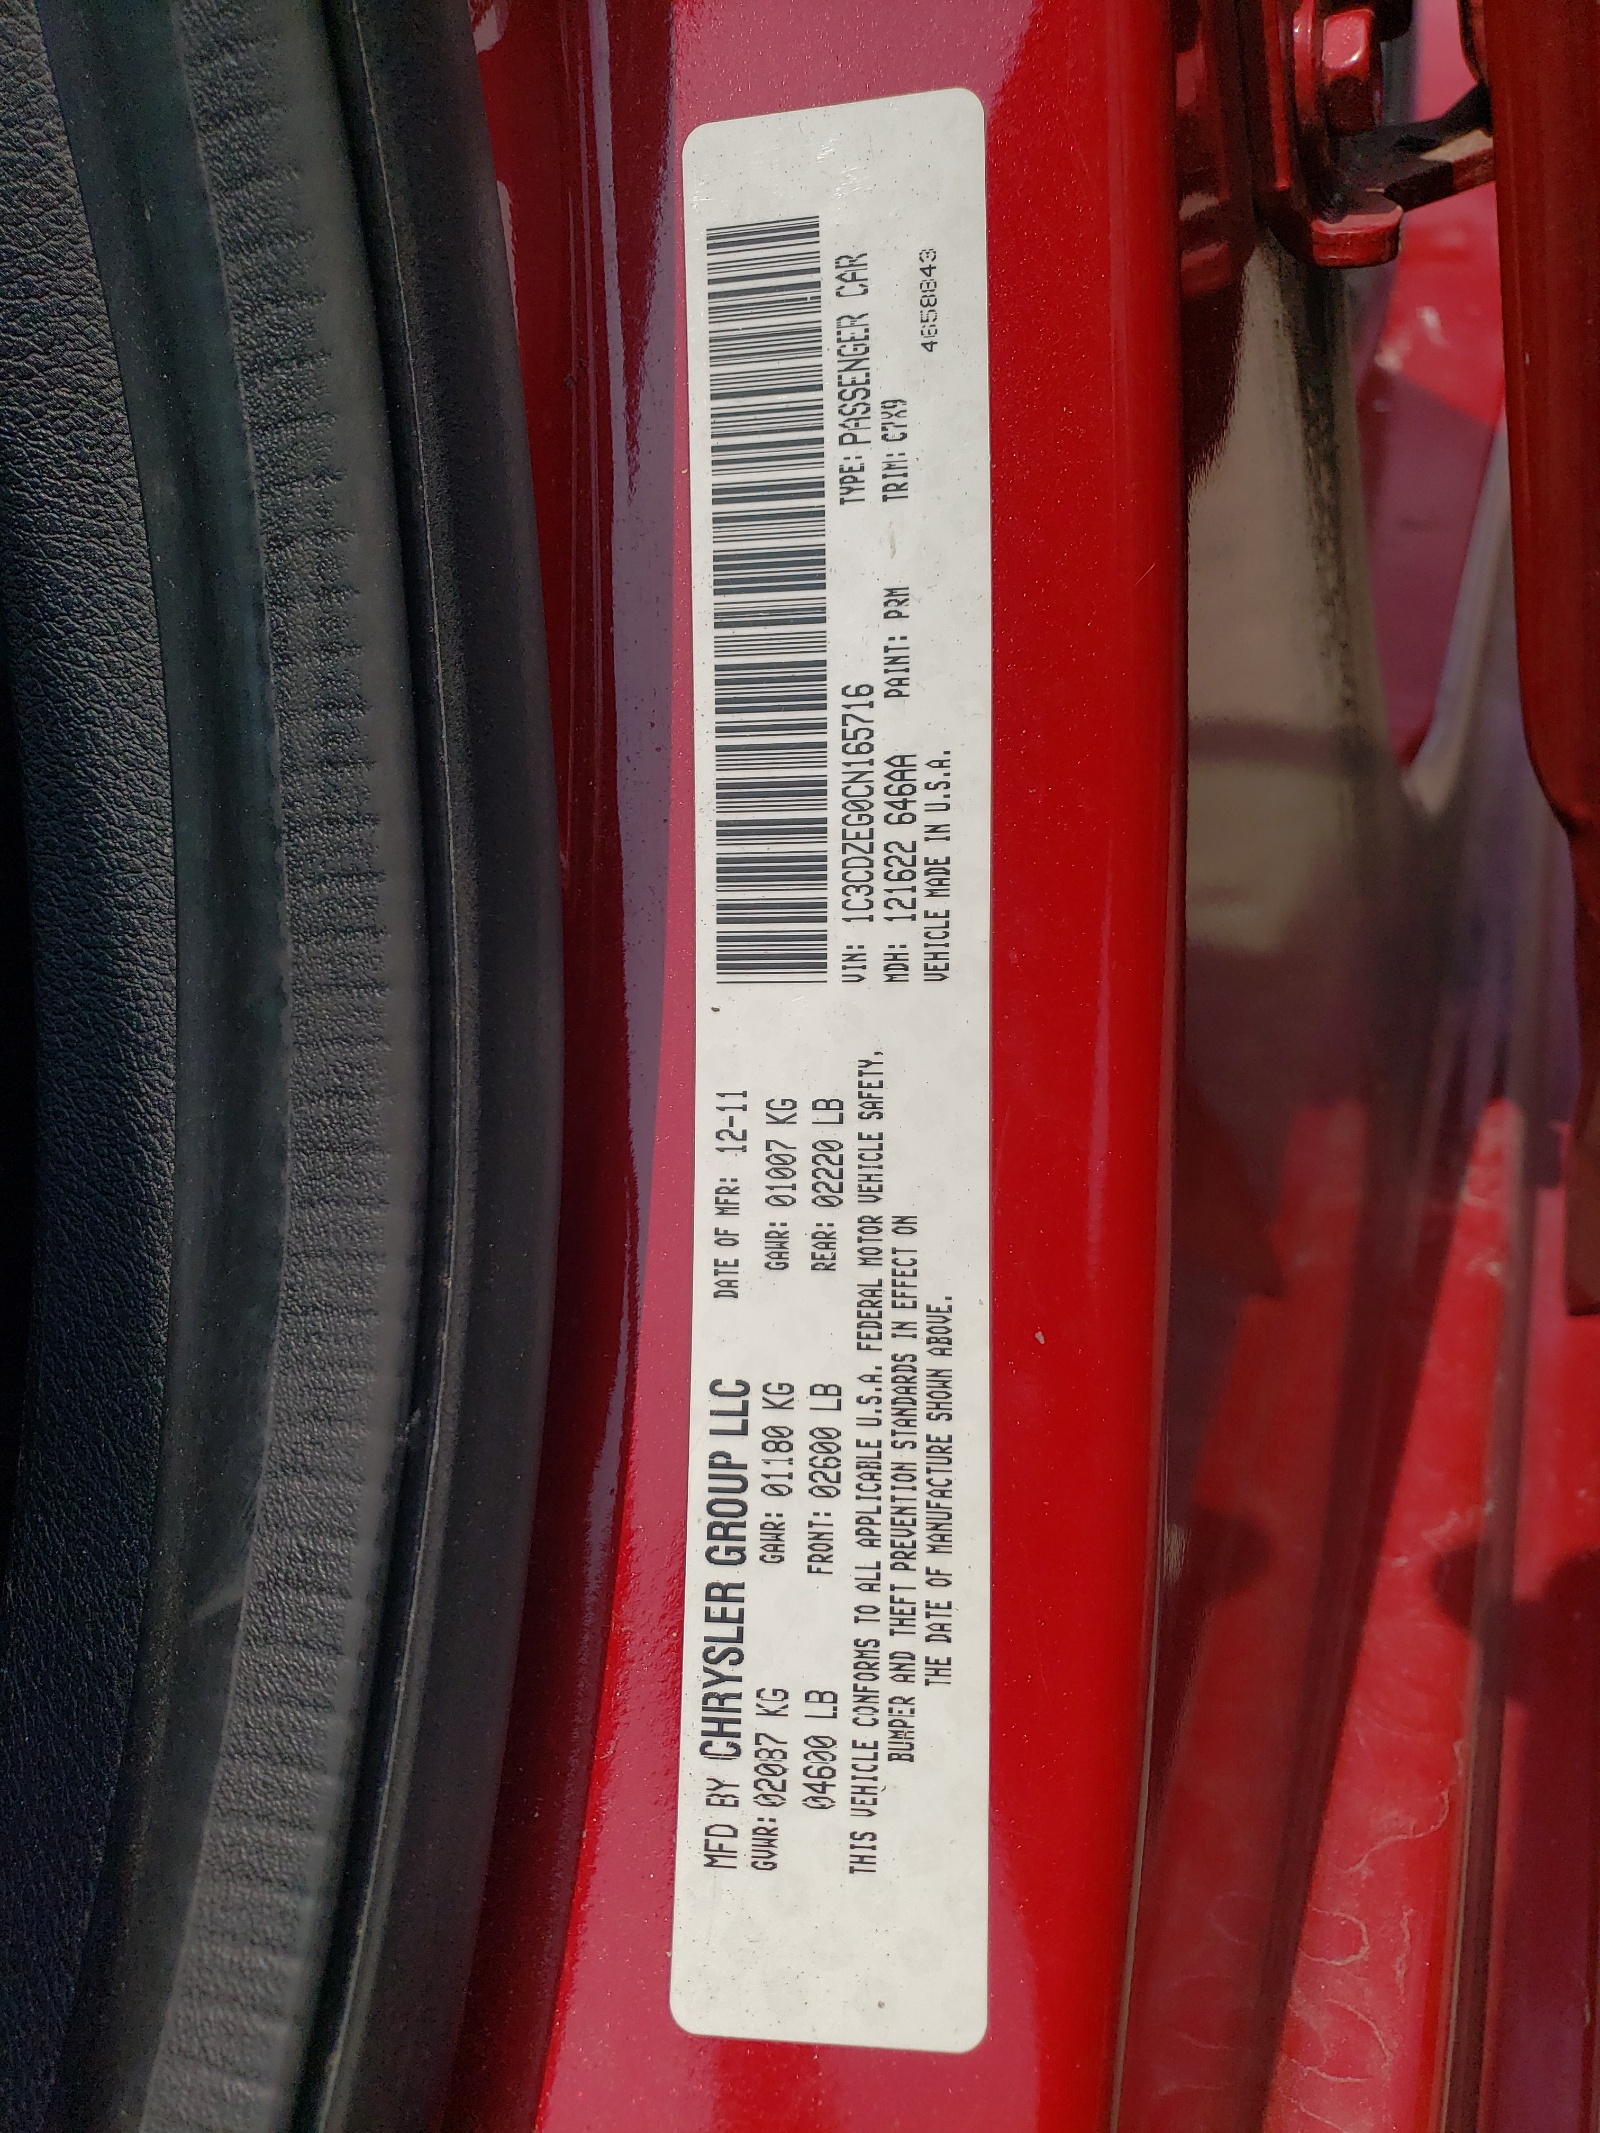 MFD BY CHRYSLER GROUP LLC DATE OF MFR: 12-11
GVWR: 02087 KG GAWR: 01180 KG GAWR: 01007 KG
04600 LB FRONT: 02600 LB REAR: 02220 LB
THIS VEHICLE CONFORMS TO ALL APPLICABLE U.S.A. FEDERAL MOTOR VEHICLE SAFETY,
BUMPER AND THEFT PREVENTION STANDARDS IN EFFECT ON
THE DATE OF MANUFACTURE SHOWN ABOVE.
VIN: 1C3CDZEG0CN165716 TYPE: PASSENGER CAR
MDH: 121622 646AA PAINT: PRM TRIM: C7X9
VEHICLE MADE IN U.S.A. 4658843